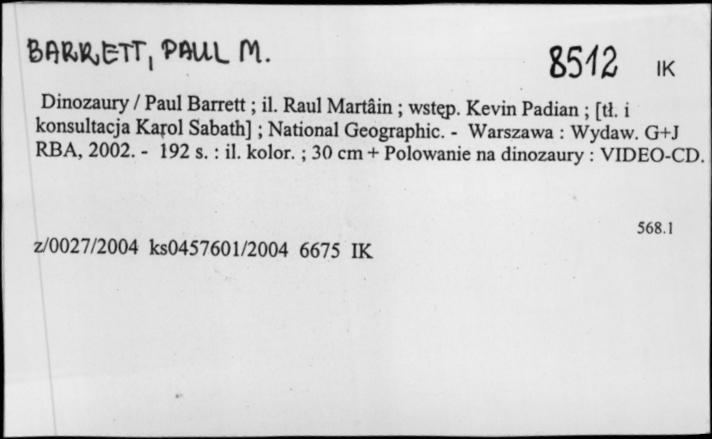 BARRETT, PAUL M.
8512 IK
Dinozaury / Paul Barrett ; il. Raul Martâin ; wstęp. Kevin Padian ; [tł. i
konsultacja Karol Sabath] ; National Geographic. - Warszawa : Wydaw. G+J
RBA, 2002. - 192 s. : il. kolor. ; 30 cm + Polowanie na dinozaury : VIDEO-CD.
568.1
z/0027/2004 ks0457601/2004 6675 IK